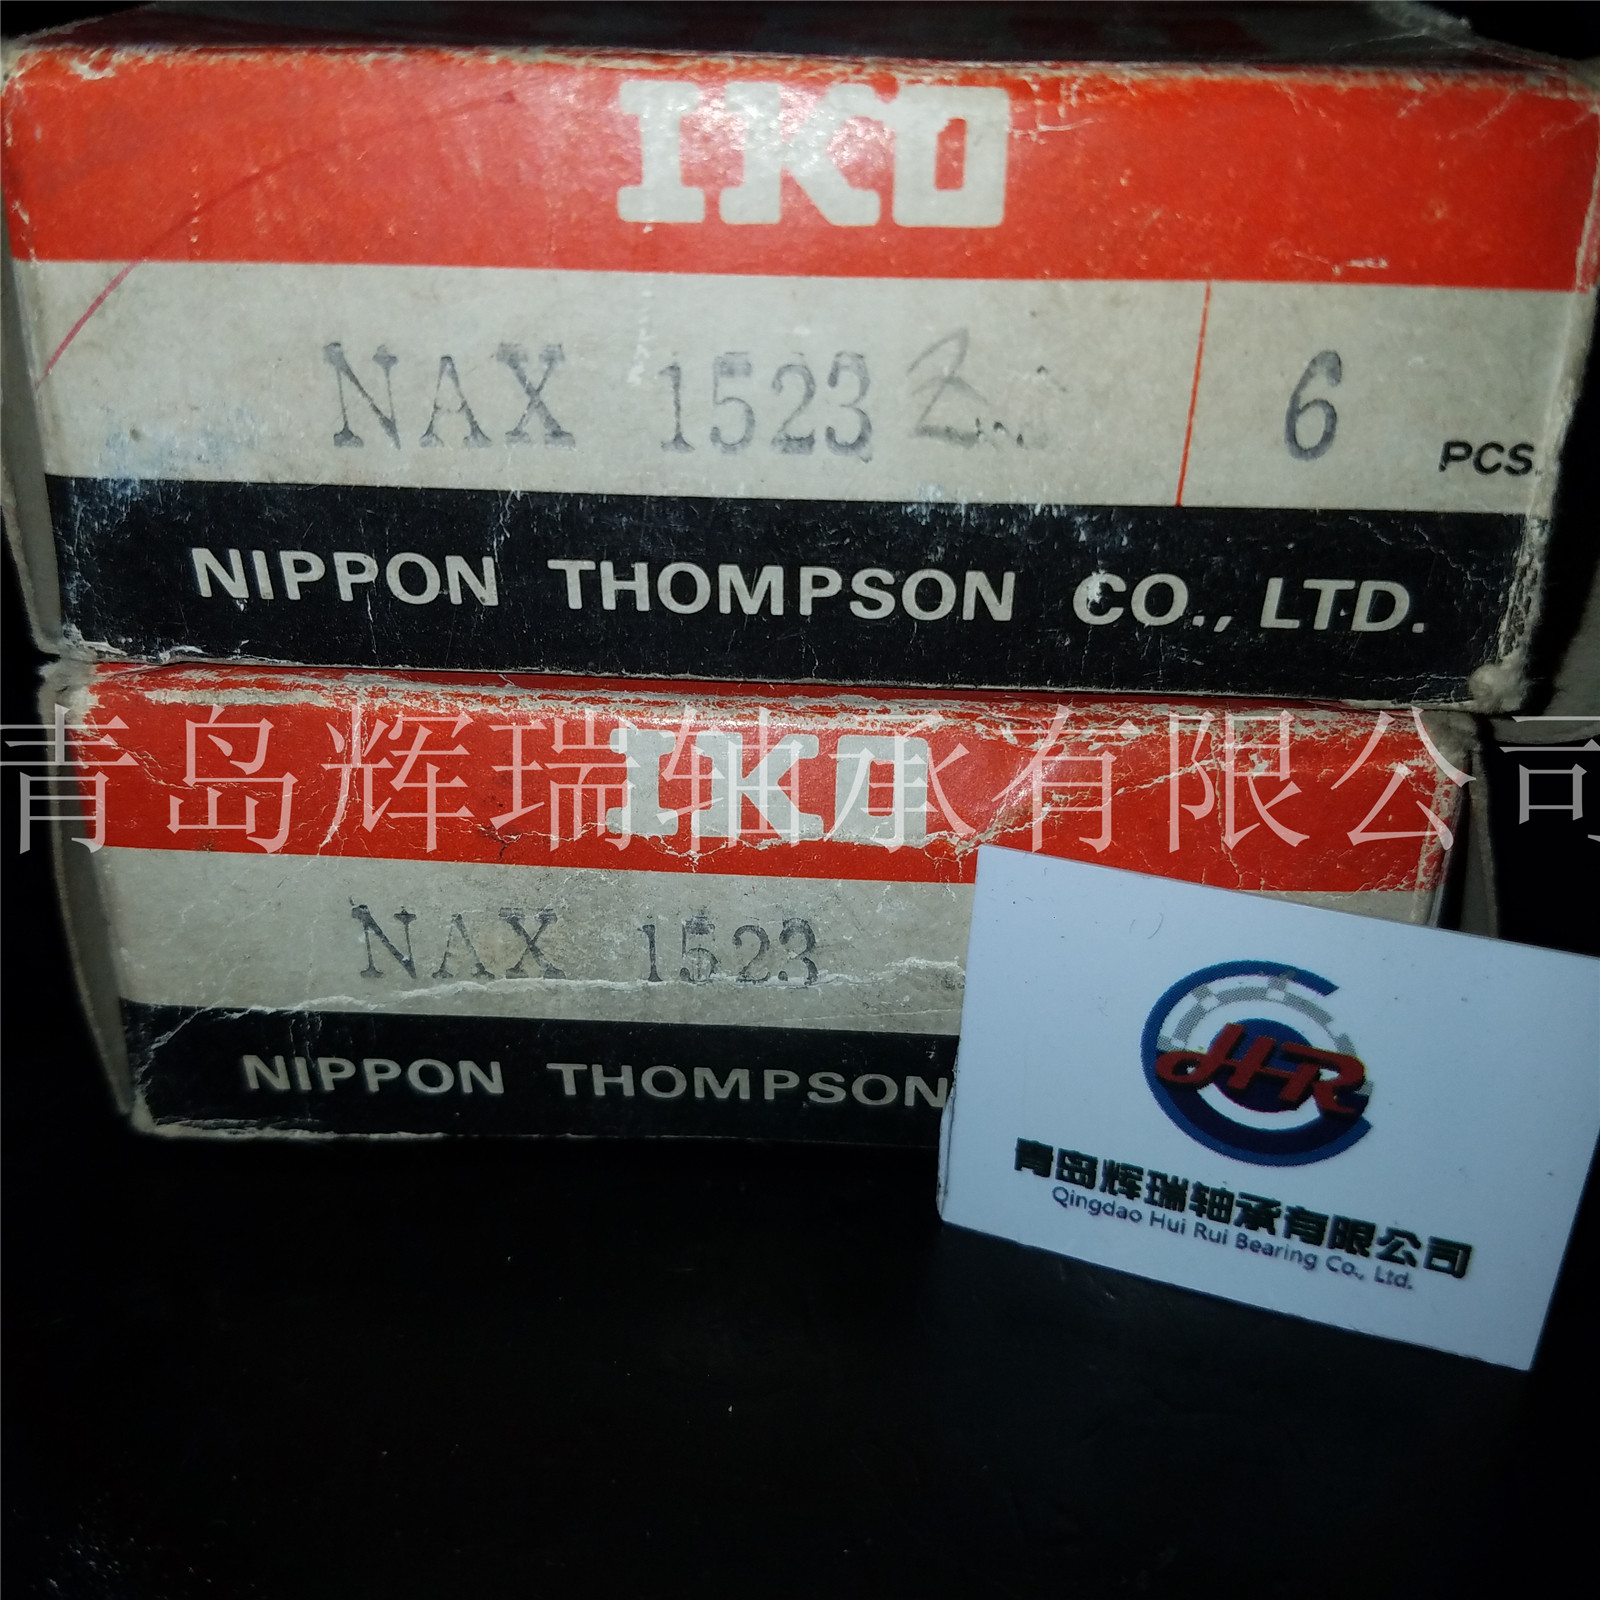 IKO
NAX 1523 Z
6 PCS.
NIPPON THOMPSON CO., LTD.
青岛辉瑞轴承有限公司
IKO
NAX 1523
NIPPON THOMPSON
HR
青岛辉瑞轴承有限公司
Qingdao Hui Rui Bearing Co., Ltd.